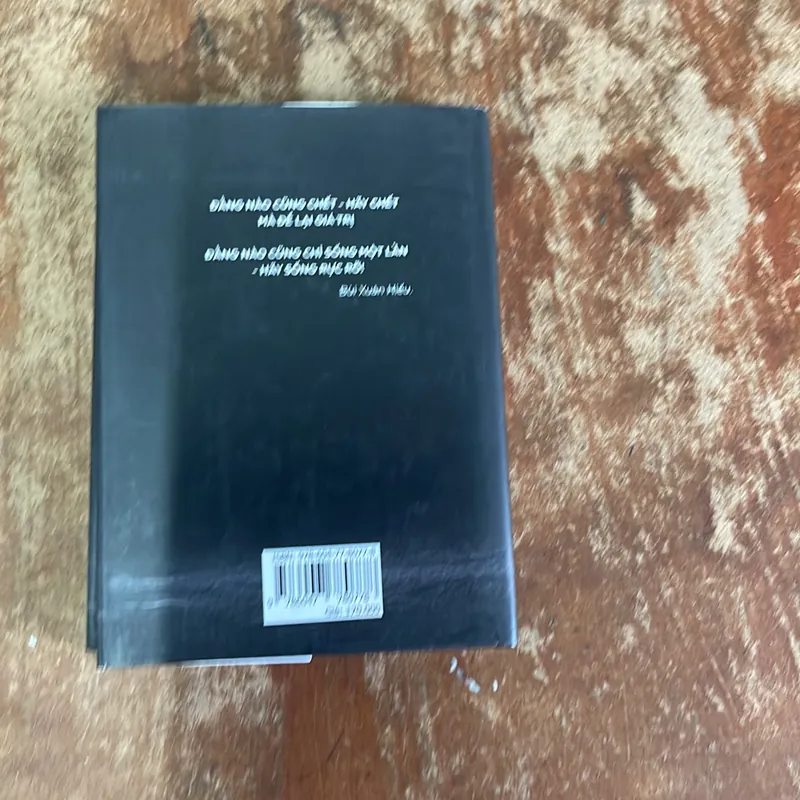 ĐẰNG NÀO CŨNG CHẾT - HÃY CHẾT
MÀ ĐỂ LẠI GIÁ TRỊ
ĐẰNG NÀO CŨNG CHỈ SỐNG MỘT LẦN
- HÃY SỐNG RỰC RỠ!
Bùi Xuân Hiếu.